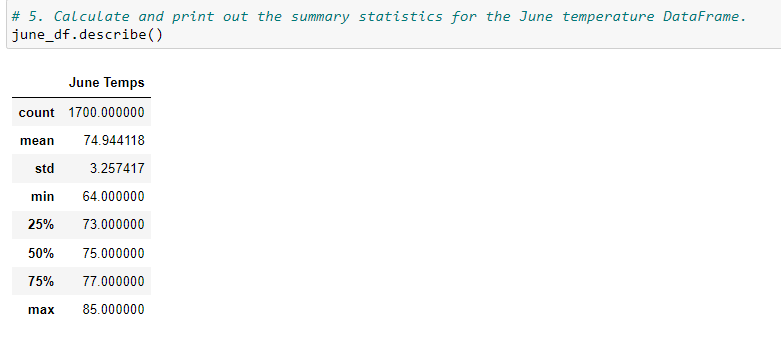 # 5. Calculate and print out the summary statistics for the June temperature DataFrame.
june_df.describe()
June Temps
count 1700.000000
mean 74.944118
std 3.257417
min 64.000000
25% 73.000000
50% 75.000000
75% 77.000000
max 85.000000